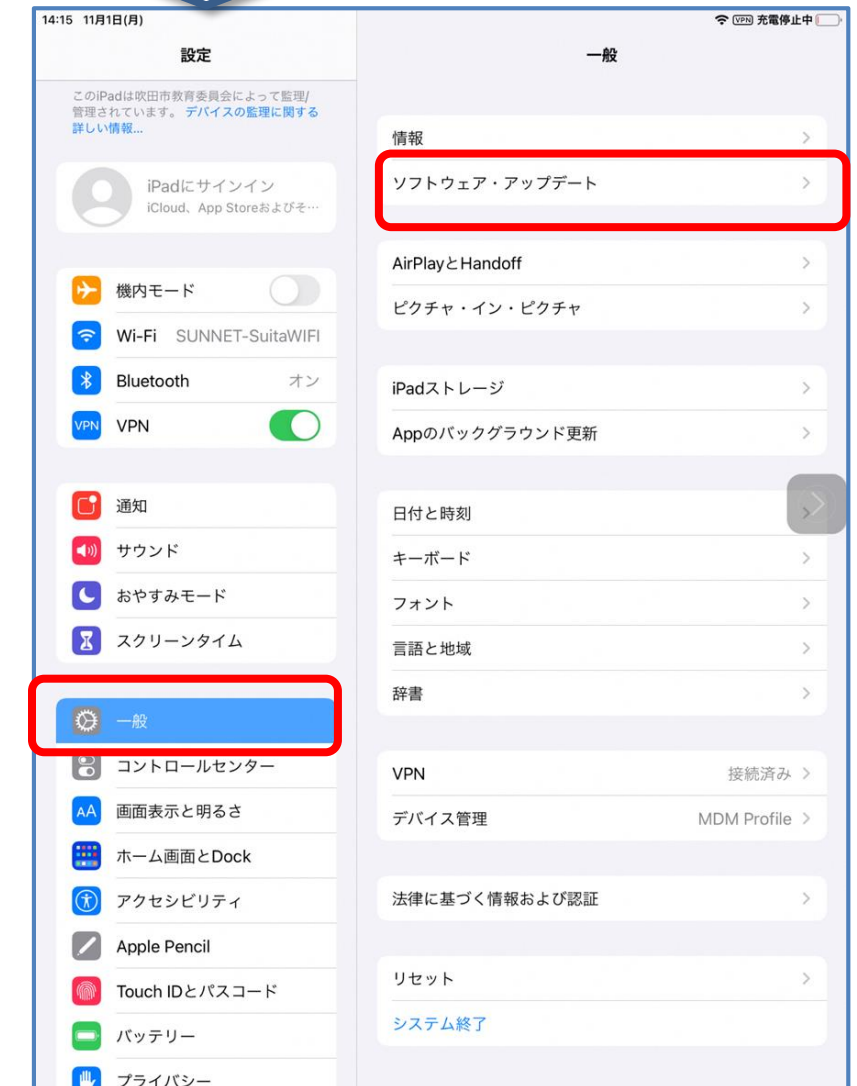 14:15 11月1日(月)
VPN 充電停止中
設定
このiPadは吹田市教育委員会によって監理/
管理されています。デバイスの監理に関する
詳しい情報...
iPadにサインイン
iCloud、App Storeおよびそ…
機内モード
Wi-Fi SUNNET-SuitaWIFI
Bluetooth オン
VPN VPN
通知
サウンド
おやすみモード
スクリーンタイム
一般
コントロールセンター
AA 画面表示と明るさ
ホーム画面とDock
アクセシビリティ
Apple Pencil
Touch IDとパスコード
バッテリー
プライバシー
一般
情報
ソフトウェア・アップデート
AirPlayとHandoff
ピクチャ・イン・ピクチャ
iPadストレージ
Appのバックグラウンド更新
日付と時刻
キーボード
フォント
言語と地域
辞書
VPN 接続済み
デバイス管理 MDM Profile
法律に基づく情報および認証
リセット
システム終了